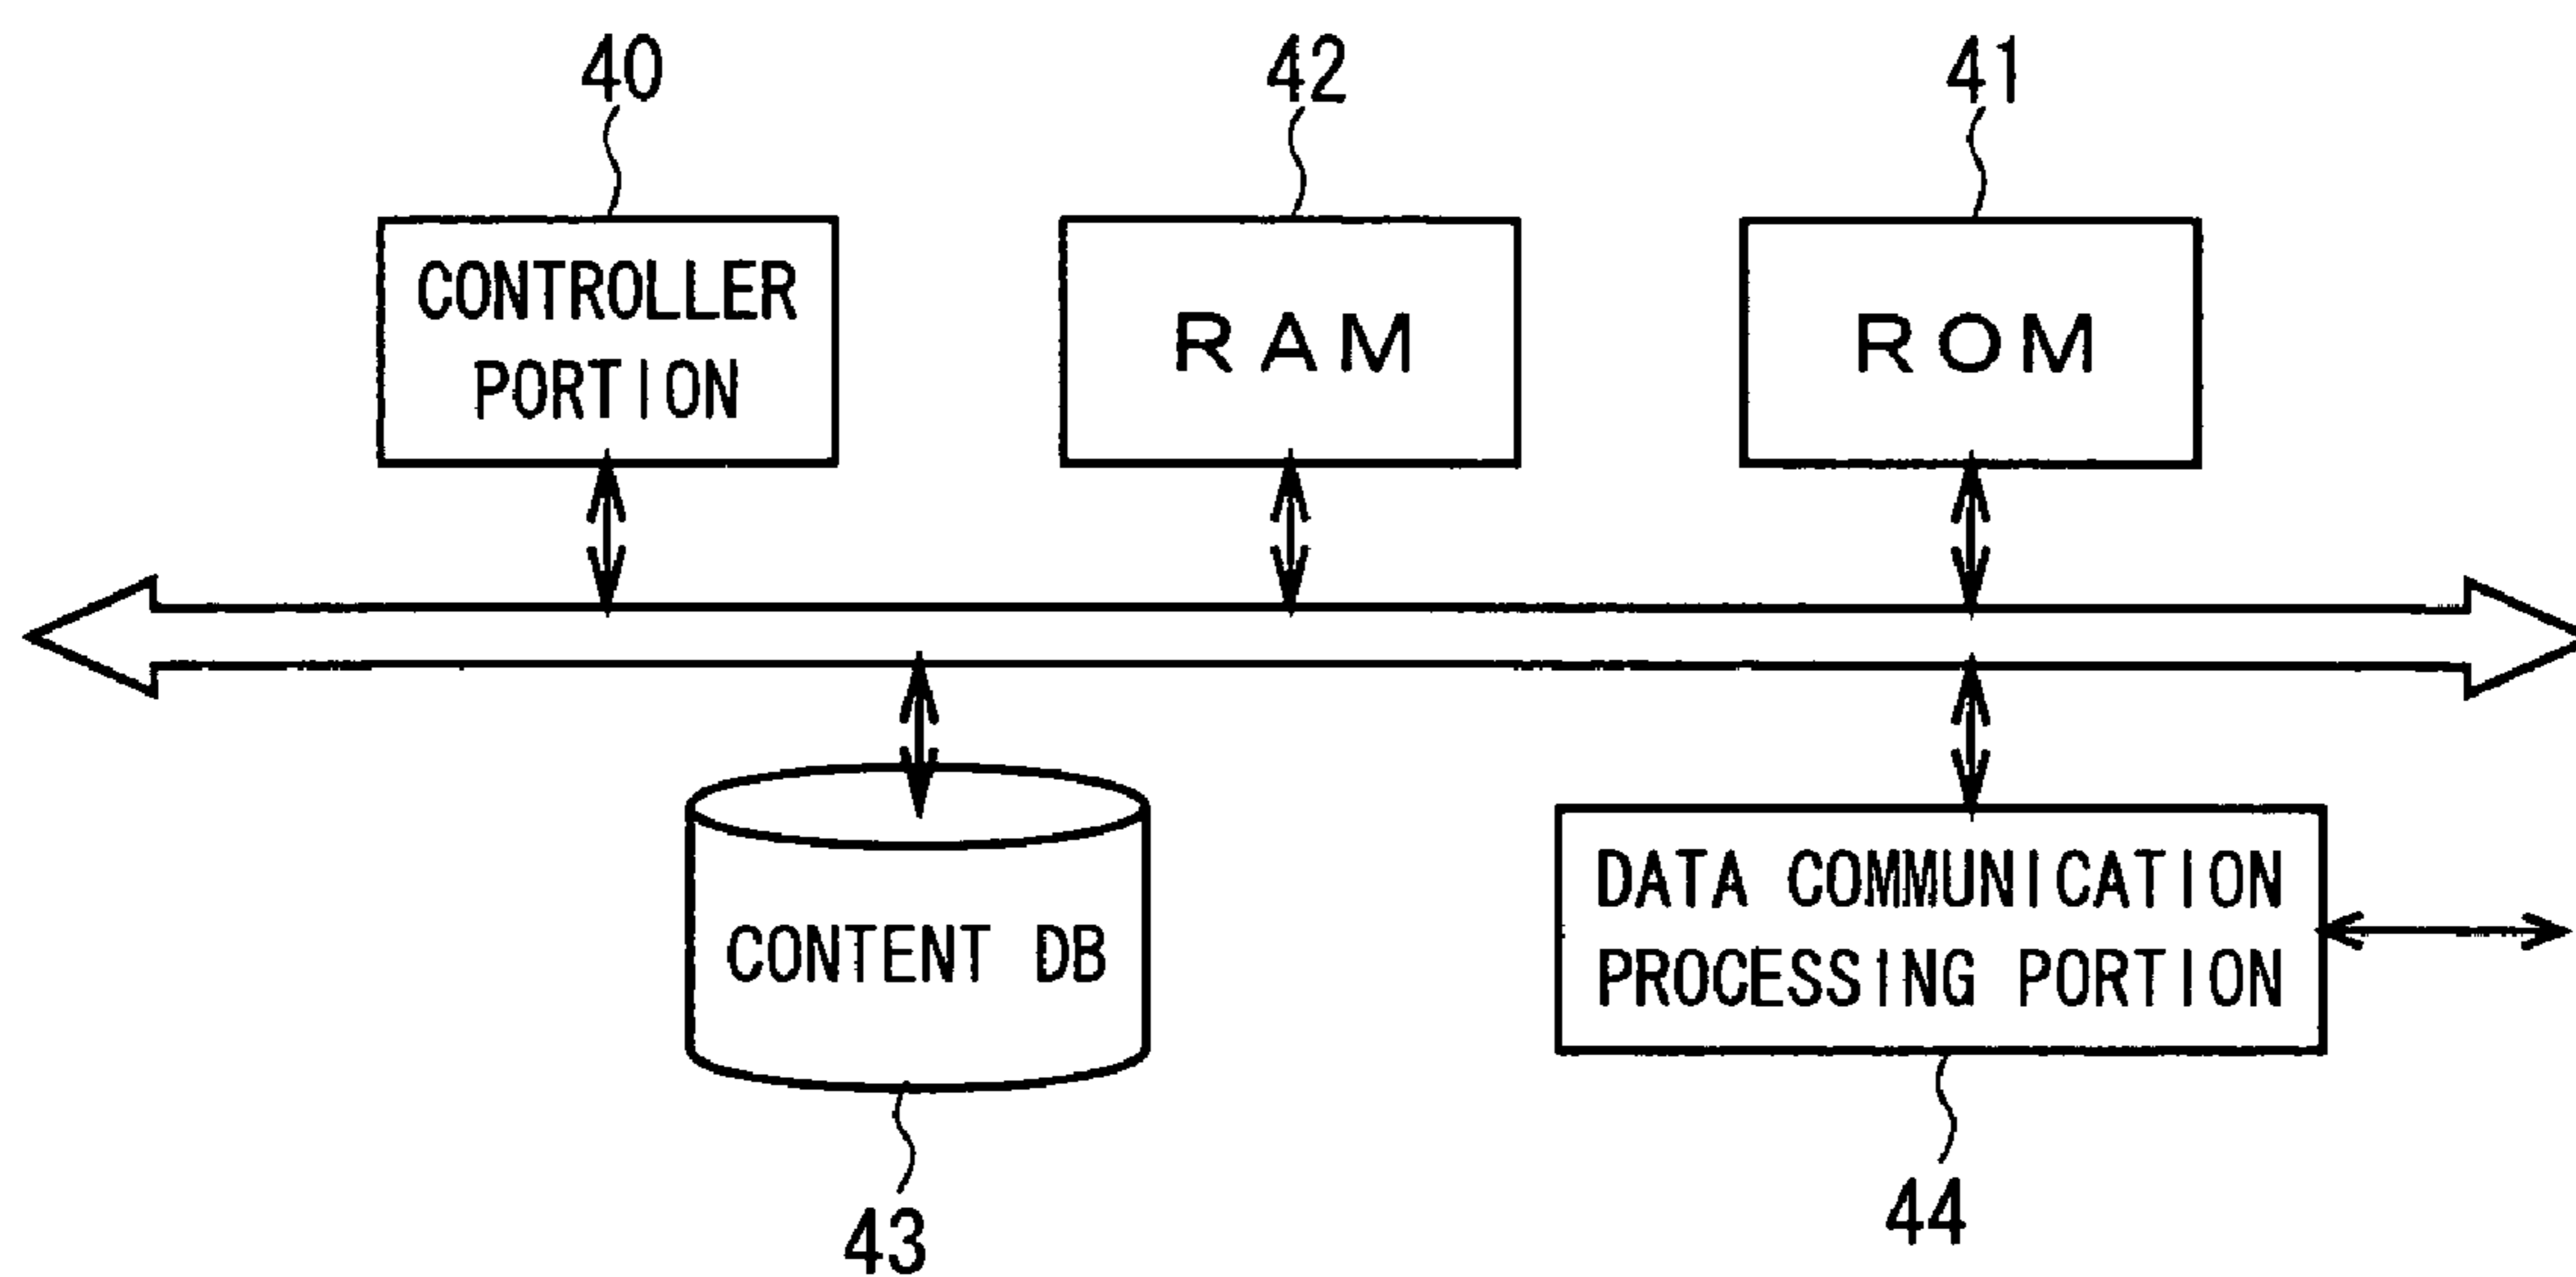 40
42
41
CONTROLLER
PORTION
RAM
ROM
CONTENT DB
DATA COMMUNICATION
PROCESSING PORTION
43
44